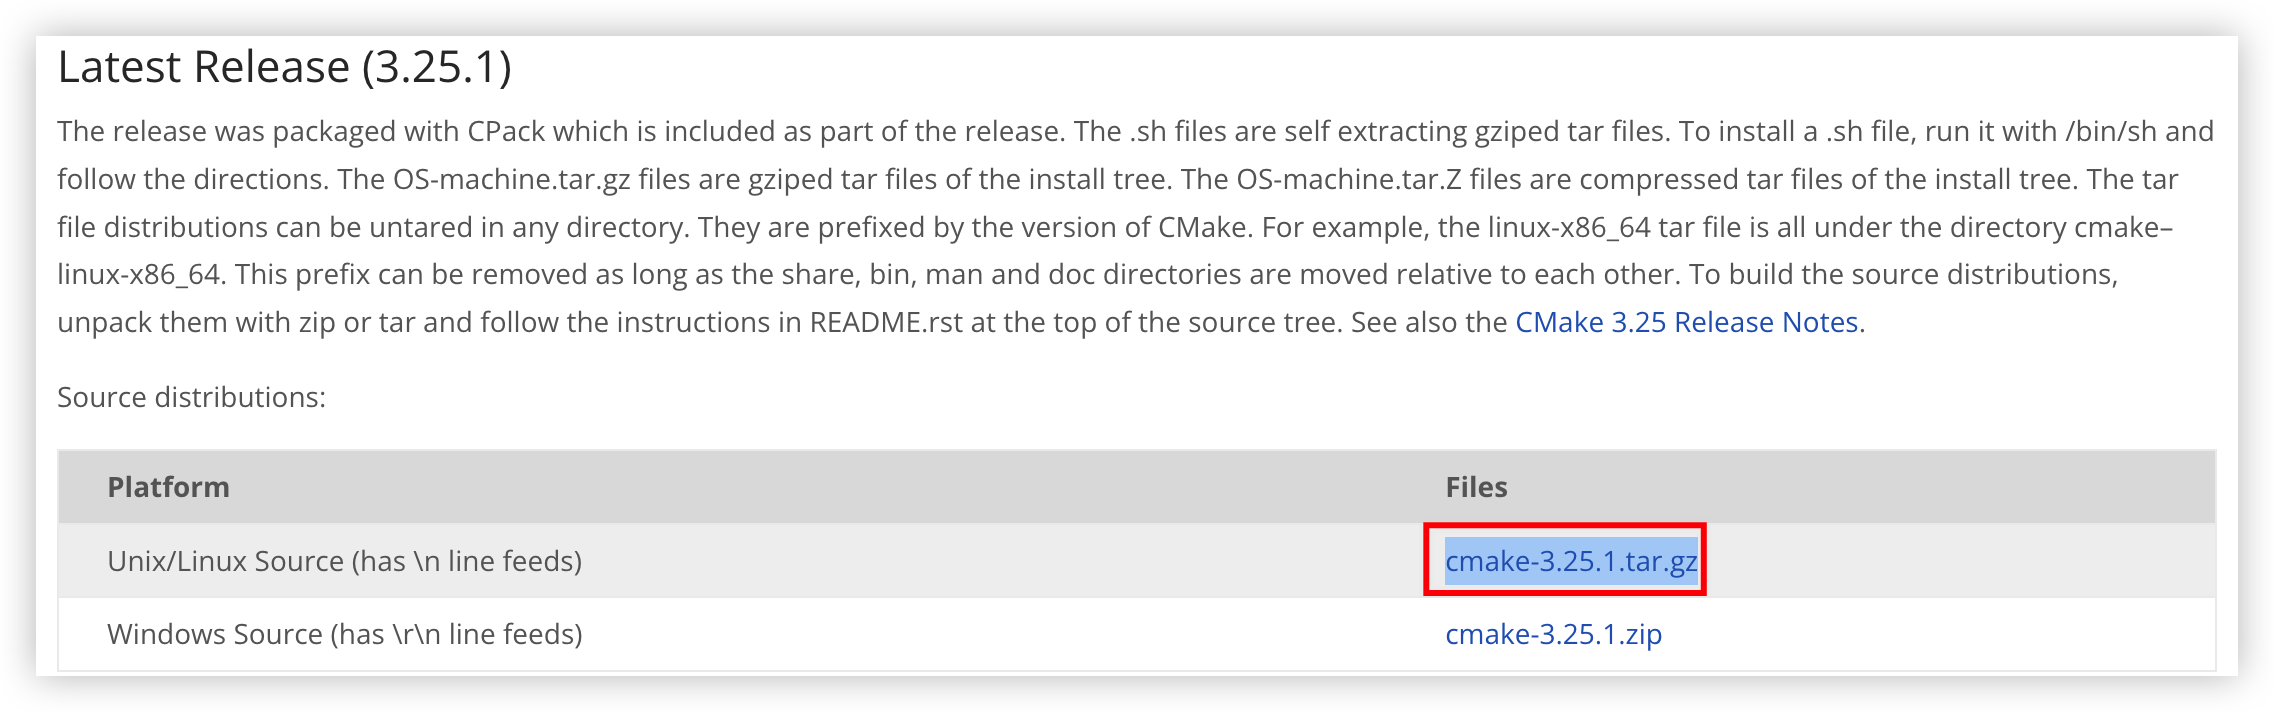 Latest Release (3.25.1)
The release was packaged with CPack which is included as part of the release. The .sh files are self extracting gziped tar files. To install a .sh file, run it with /bin/sh and
follow the directions. The OS-machine.tar.gz files are gziped tar files of the install tree. The OS-machine.tar.Z files are compressed tar files of the install tree. The tar
file distributions can be untared in any directory. They are prefixed by the version of CMake. For example, the linux-x86_64 tar file is all under the directory cmake–
linux-x86_64. This prefix can be removed as long as the share, bin, man and doc directories are moved relative to each other. To build the source distributions,
unpack them with zip or tar and follow the instructions in README.rst at the top of the source tree. See also the CMake 3.25 Release Notes.
Source distributions:
Platform Files
Unix/Linux Source (has \n line feeds) cmake-3.25.1.tar.gz
Windows Source (has \r\n line feeds) cmake-3.25.1.zip